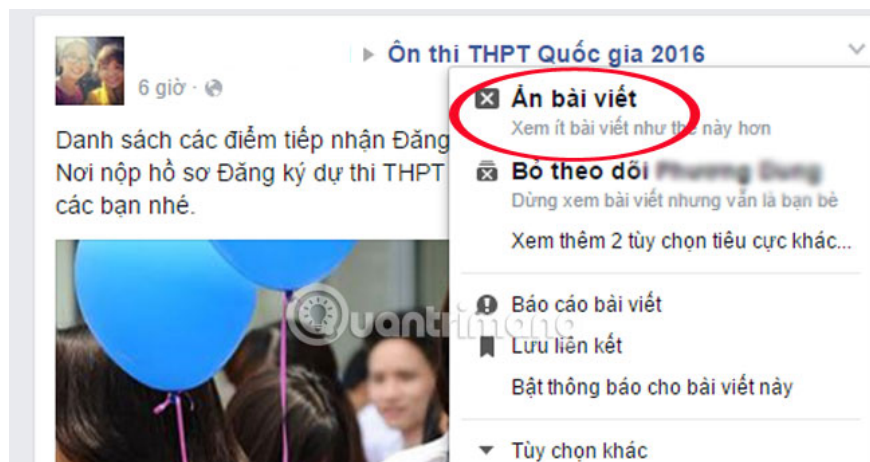 Ôn thi THPT Quốc gia 2016
6 giờ ·
Danh sách các điểm tiếp nhận Đăng
Nơi nộp hồ sơ Đăng ký dự thi THPT
các bạn nhé.
Ẩn bài viết
Xem ít bài viết như thế này hơn
Bỏ theo dõi
Dừng xem bài viết nhưng vẫn là bạn bè
Xem thêm 2 tùy chọn tiêu cực khác...
Báo cáo bài viết
Lưu liên kết
Bật thông báo cho bài viết này
Tùy chọn khác
Quantrimang